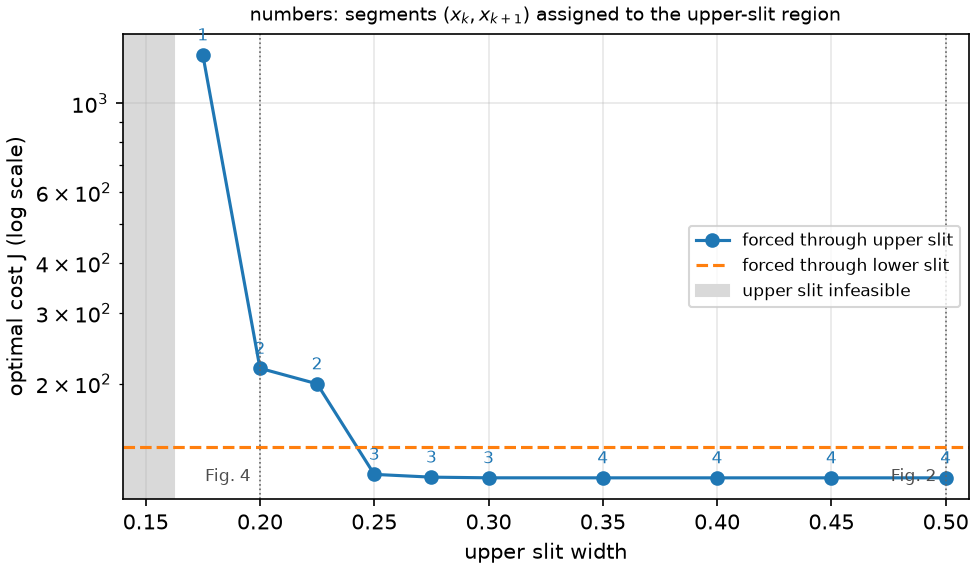 numbers: segments (x_k, x_{k+1}) assigned to the upper-slit region
optimal cost J (log scale)
10^3
6 × 10^2
4 × 10^2
3 × 10^2
2 × 10^2
1
2
2
3
3
3
4
4
4
4
forced through upper slit
forced through lower slit
upper slit infeasible
Fig. 4
Fig. 2
0.15 0.20 0.25 0.30 0.35 0.40 0.45 0.50
upper slit width